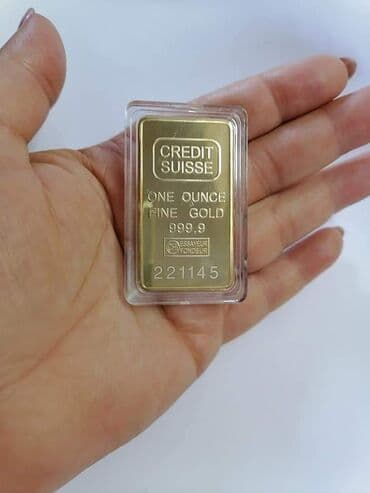 CREDIT
SUISSE
ONE OUNCE
FINE GOLD
999.9
ESSAYEUR
FONDEUR
221145